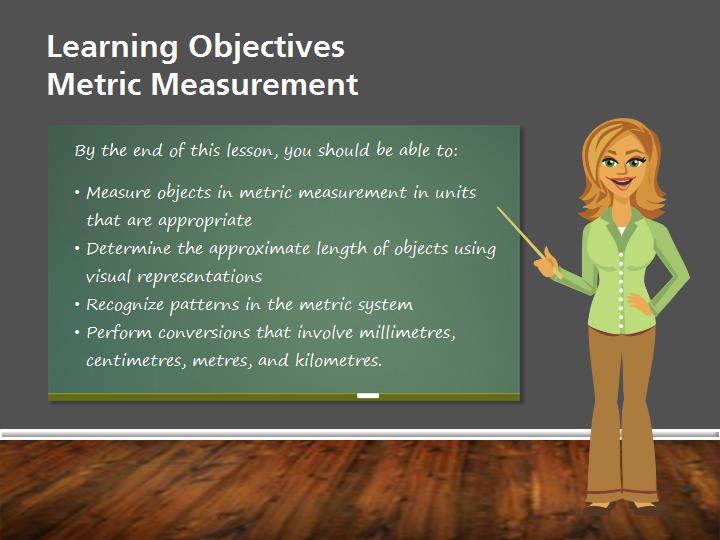 Learning Objectives
Metric Measurement
By the end of this lesson, you should be able to:
• Measure objects in metric measurement in units
that are appropriate
• Determine the approximate length of objects using
visual representations
• Recognize patterns in the metric system
• Perform conversions that involve millimetres,
centimetres, metres, and kilometres.